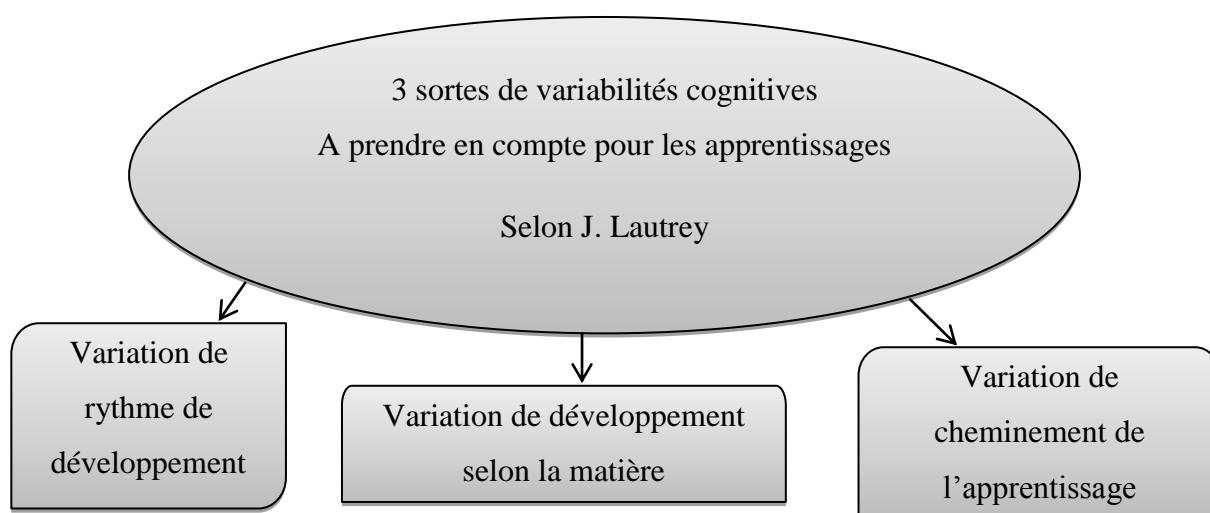 3 sortes de variabilités cognitives
A prendre en compte pour les apprentissages
Selon J. Lautrey
Variation de
rythme de
développement
Variation de développement
selon la matière
Variation de
cheminement de
l’apprentissage